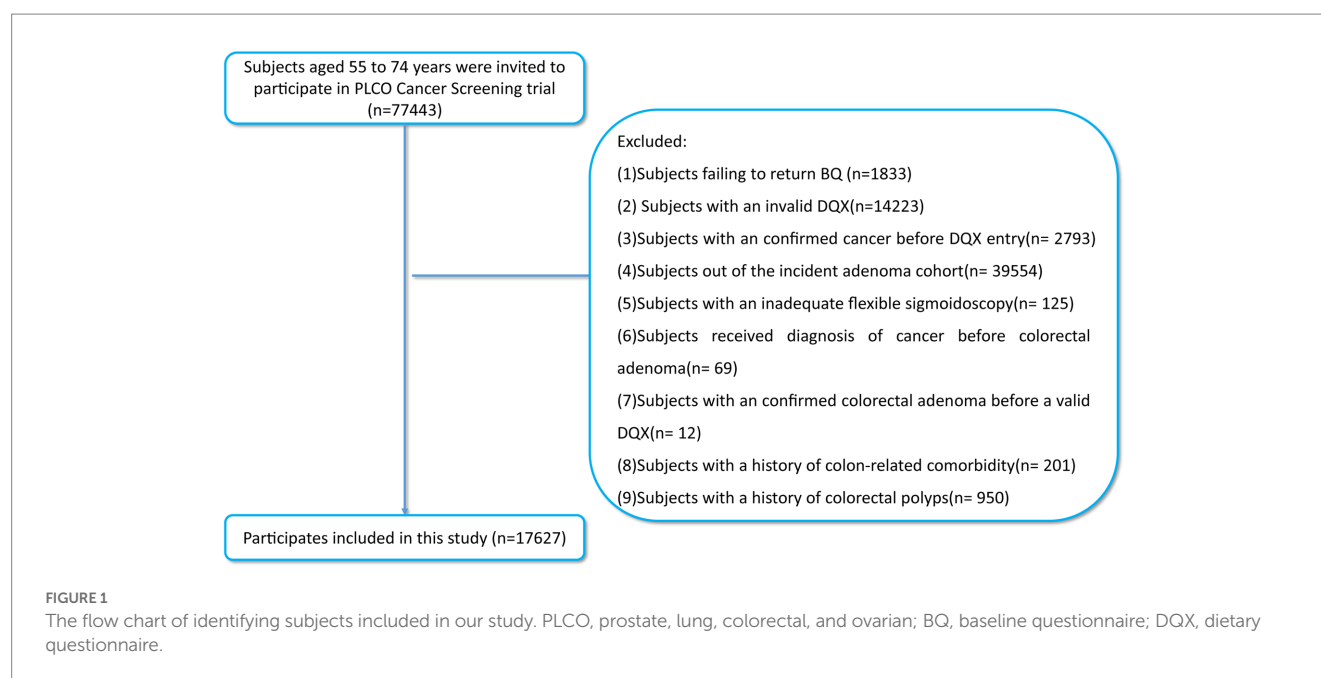 Subjects aged 55 to 74 years were invited to
participate in PLCO Cancer Screening trial
(n=77443)
Excluded:
(1)Subjects failing to return BQ (n=1833)
(2) Subjects with an invalid DQX(n=14223)
(3)Subjects with an confirmed cancer before DQX entry(n= 2793)
(4)Subjects out of the incident adenoma cohort(n= 39554)
(5)Subjects with an inadequate flexible sigmoidoscopy(n= 125)
(6)Subjects received diagnosis of cancer before colorectal
adenoma(n= 69)
(7)Subjects with an confirmed colorectal adenoma before a valid
DQX(n= 12)
(8)Subjects with a history of colon-related comorbidity(n= 201)
(9)Subjects with a history of colorectal polyps(n= 950)
Participates included in this study (n=17627)
FIGURE 1
The flow chart of identifying subjects included in our study. PLCO, prostate, lung, colorectal, and ovarian; BQ, baseline questionnaire; DQX, dietary
questionnaire.